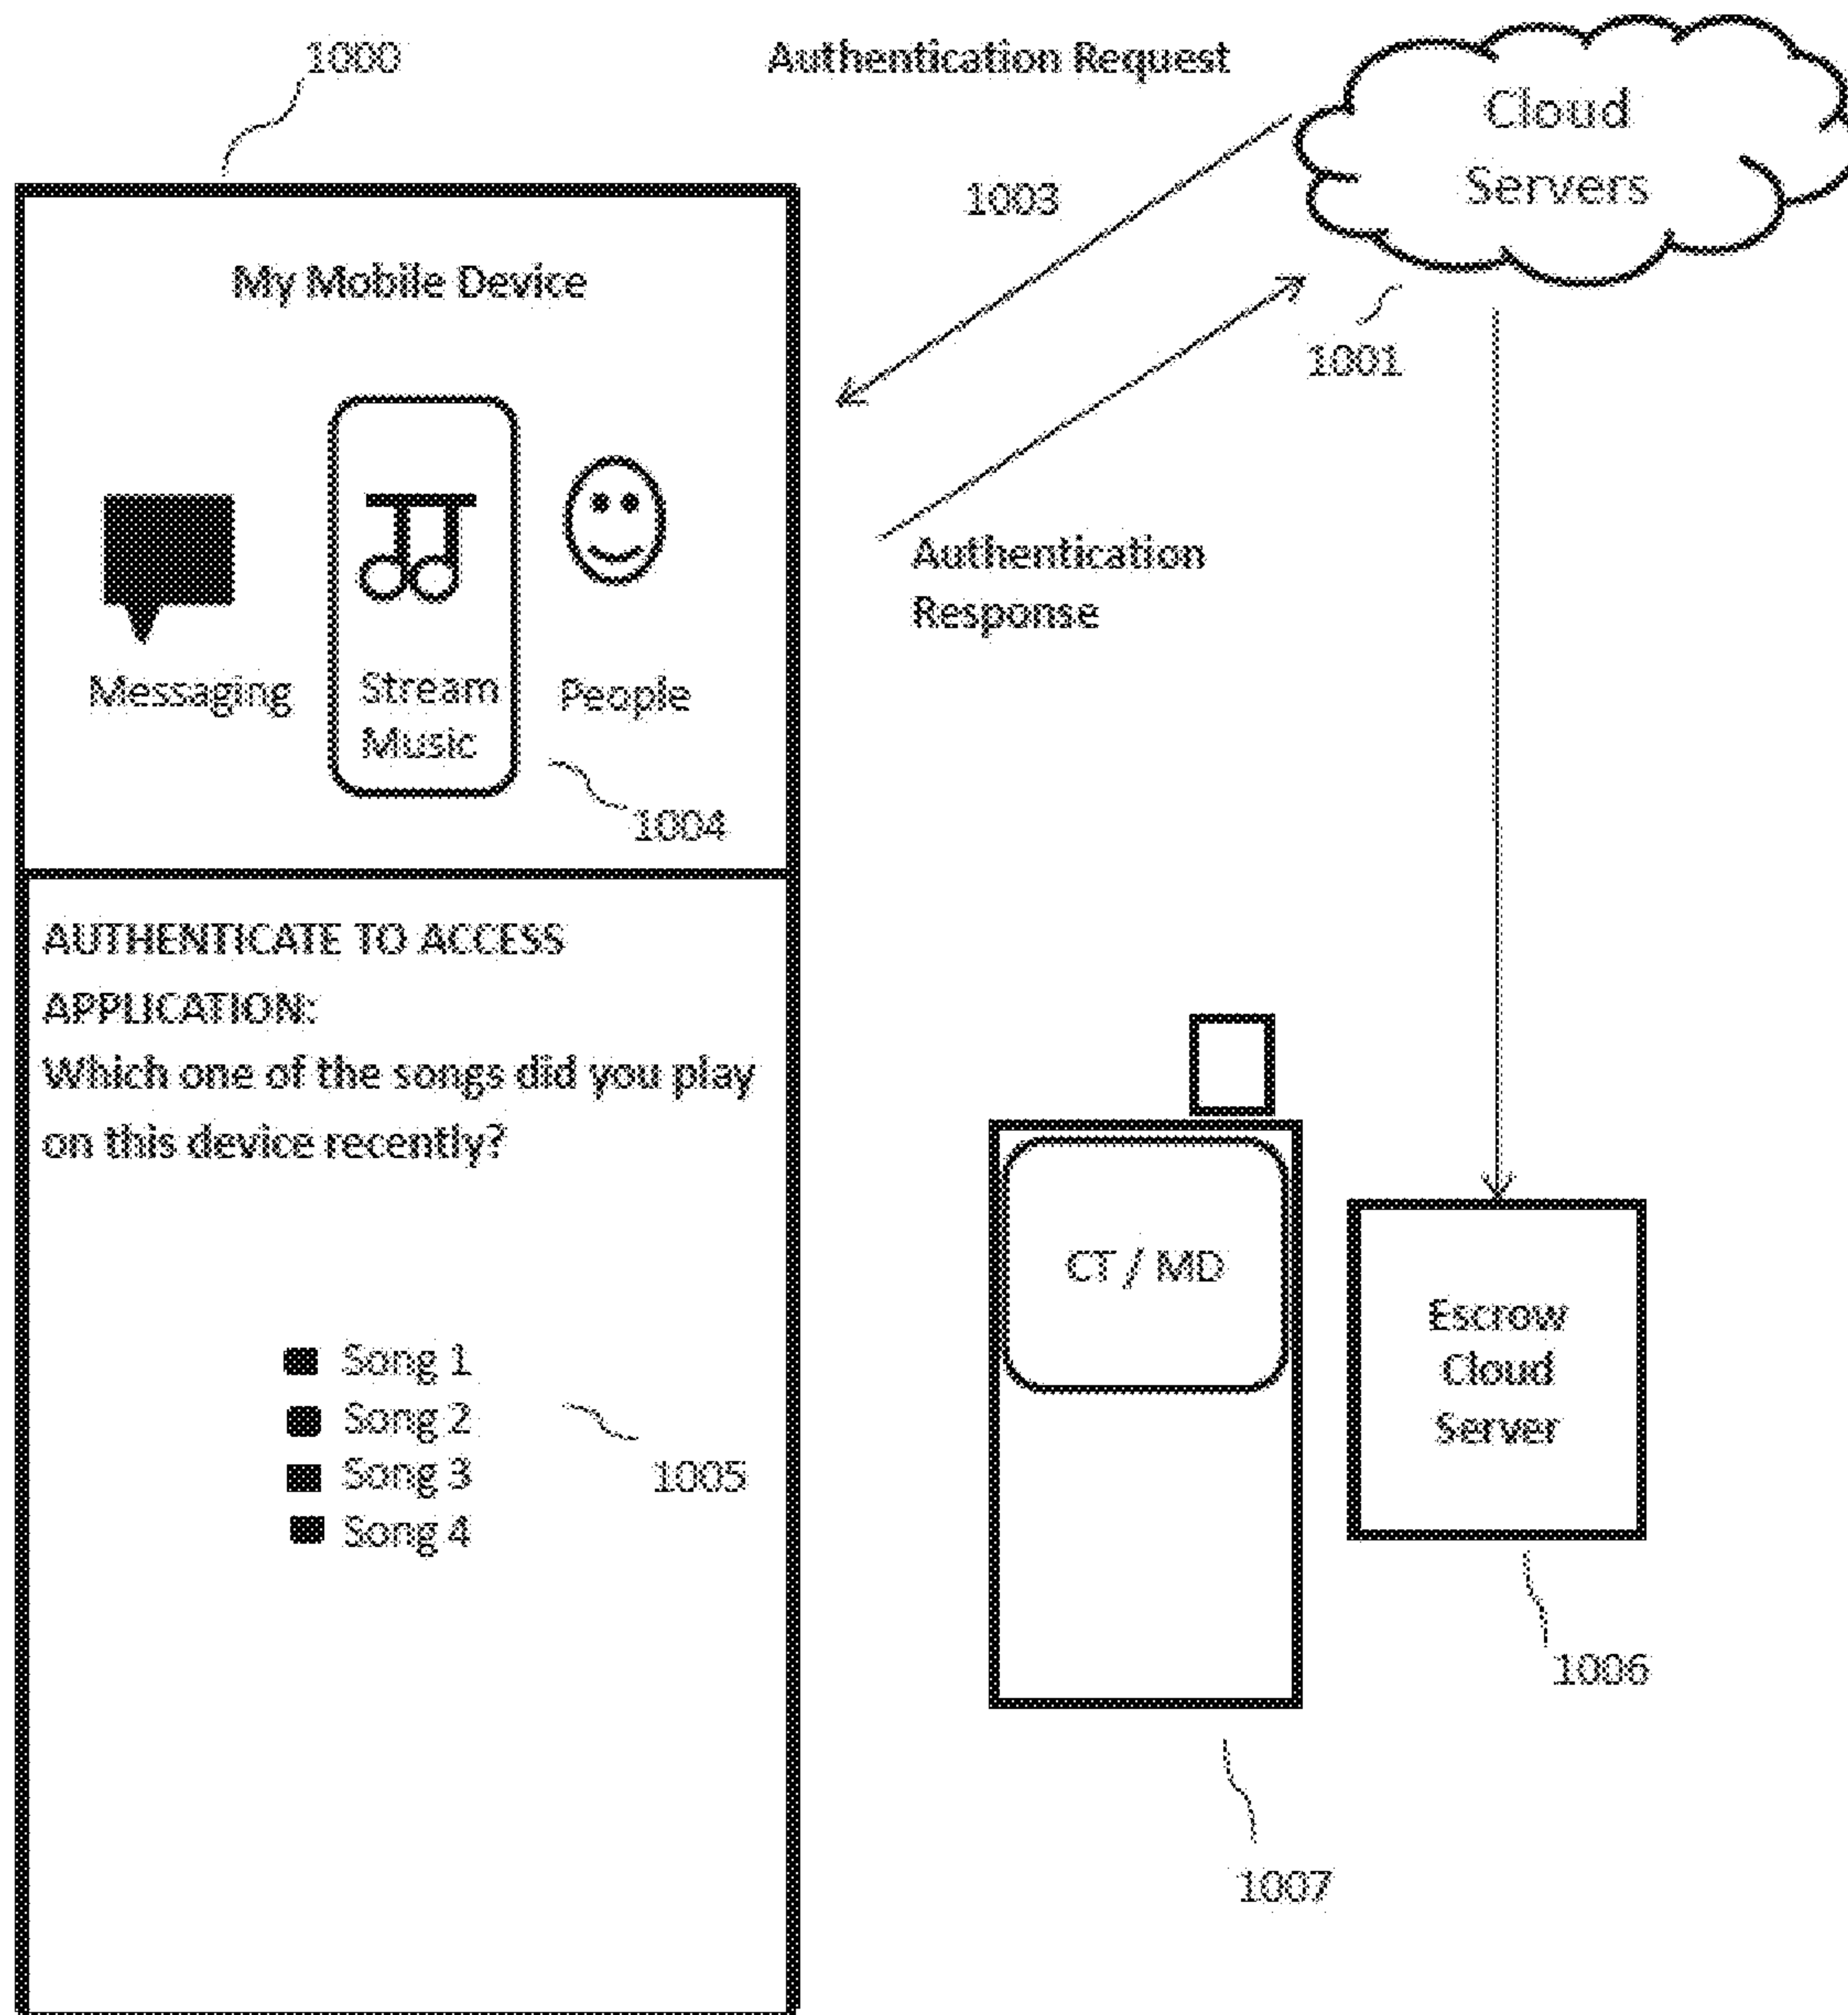 1000
Authentication Request
Cloud
Servers
1003
My Mobile Device
1001
Authentication
Response
Messaging
Stream
Music
People
1004
AUTHENTICATE TO ACCESS
APPLICATION:
Which one of the songs did you play
on this device recently?
CT / MD
Escrow
Cloud
Server
Song 1
Song 2
Song 3
Song 4
1005
1006
1007